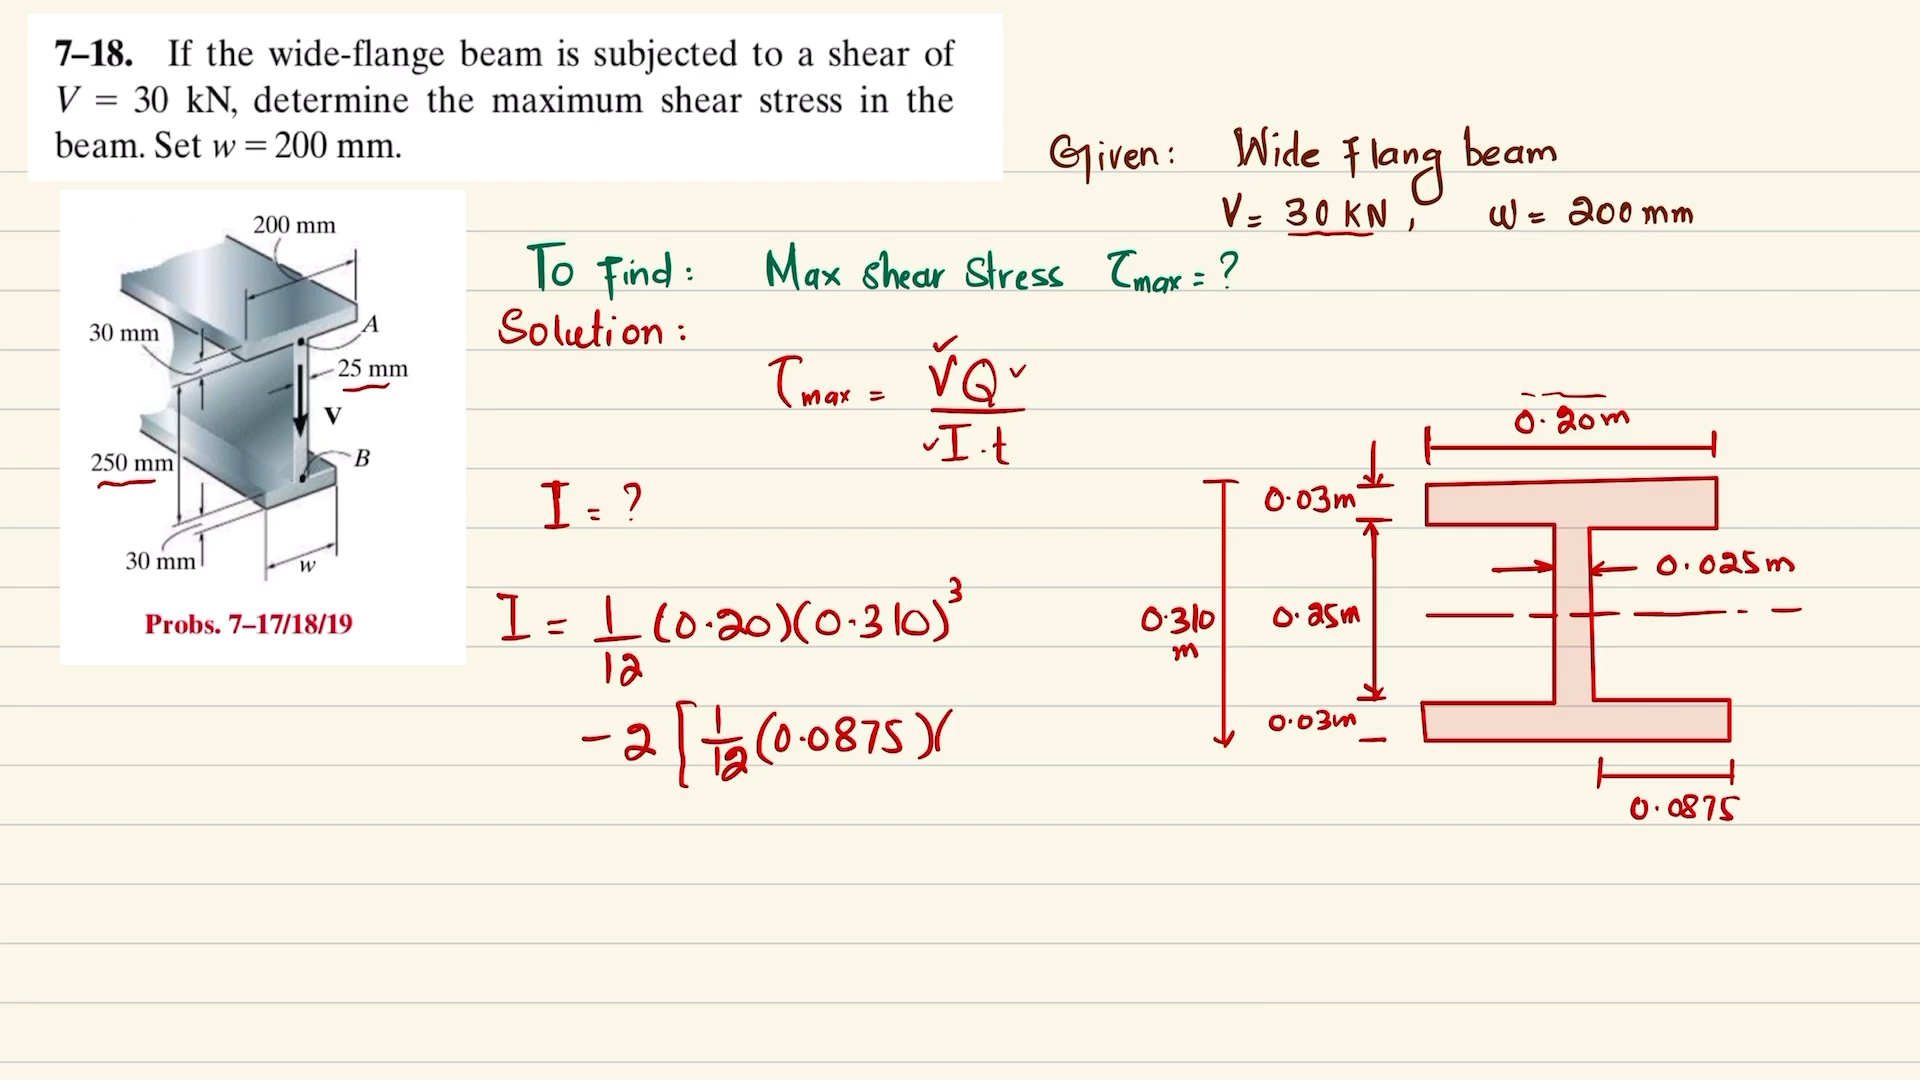 7–18. If the wide-flange beam is subjected to a shear of
V = 30 kN, determine the maximum shear stress in the
beam. Set w = 200 mm.
Given: Wide Flang beam
V= 30 KN, w= 200 mm
To Find: Max shear stress τmax = ?
Solution:
τmax = VQ / I.t
I = ?
I = 1/12 (0.20)(0.310)³
- 2 [ 1/12 (0.0875)(
200 mm
30 mm
A
25 mm
V
250 mm
B
30 mm
w
Probs. 7–17/18/19
0.20m
0.03m
0.025m
0.310
m
0.25m
0.03m
0.0875